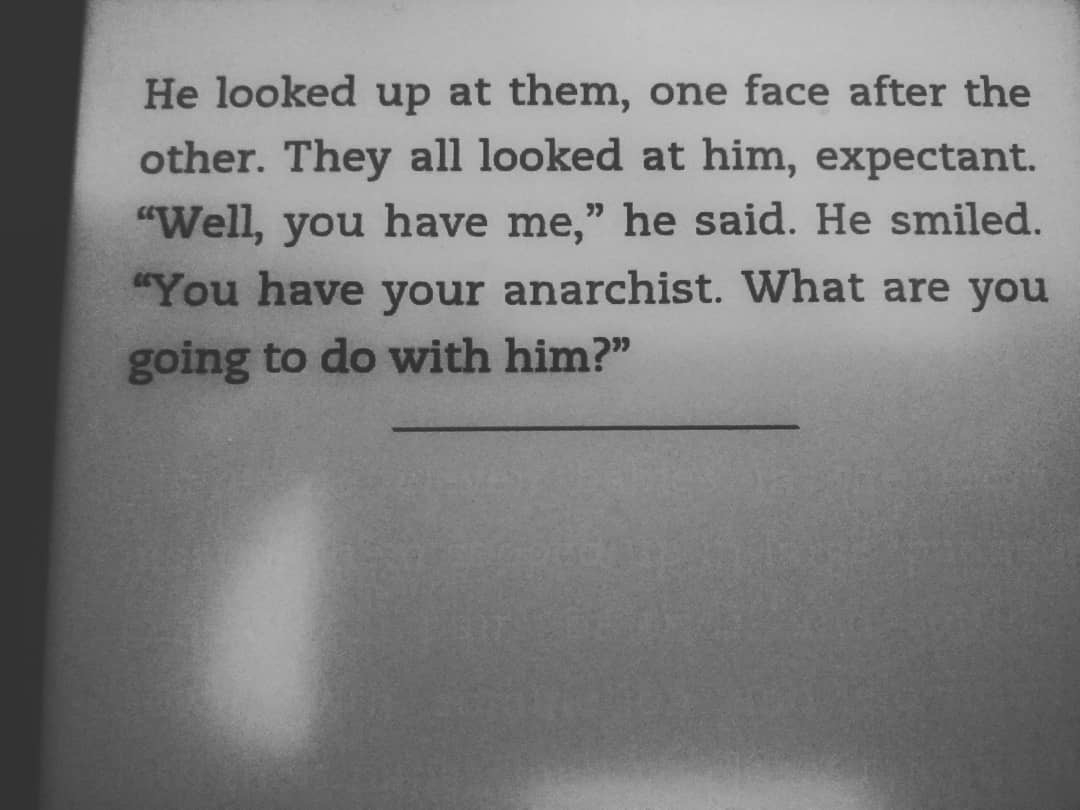 He looked up at them, one face after the
other. They all looked at him, expectant.
“Well, you have me,” he said. He smiled.
“You have your anarchist. What are you
going to do with him?”